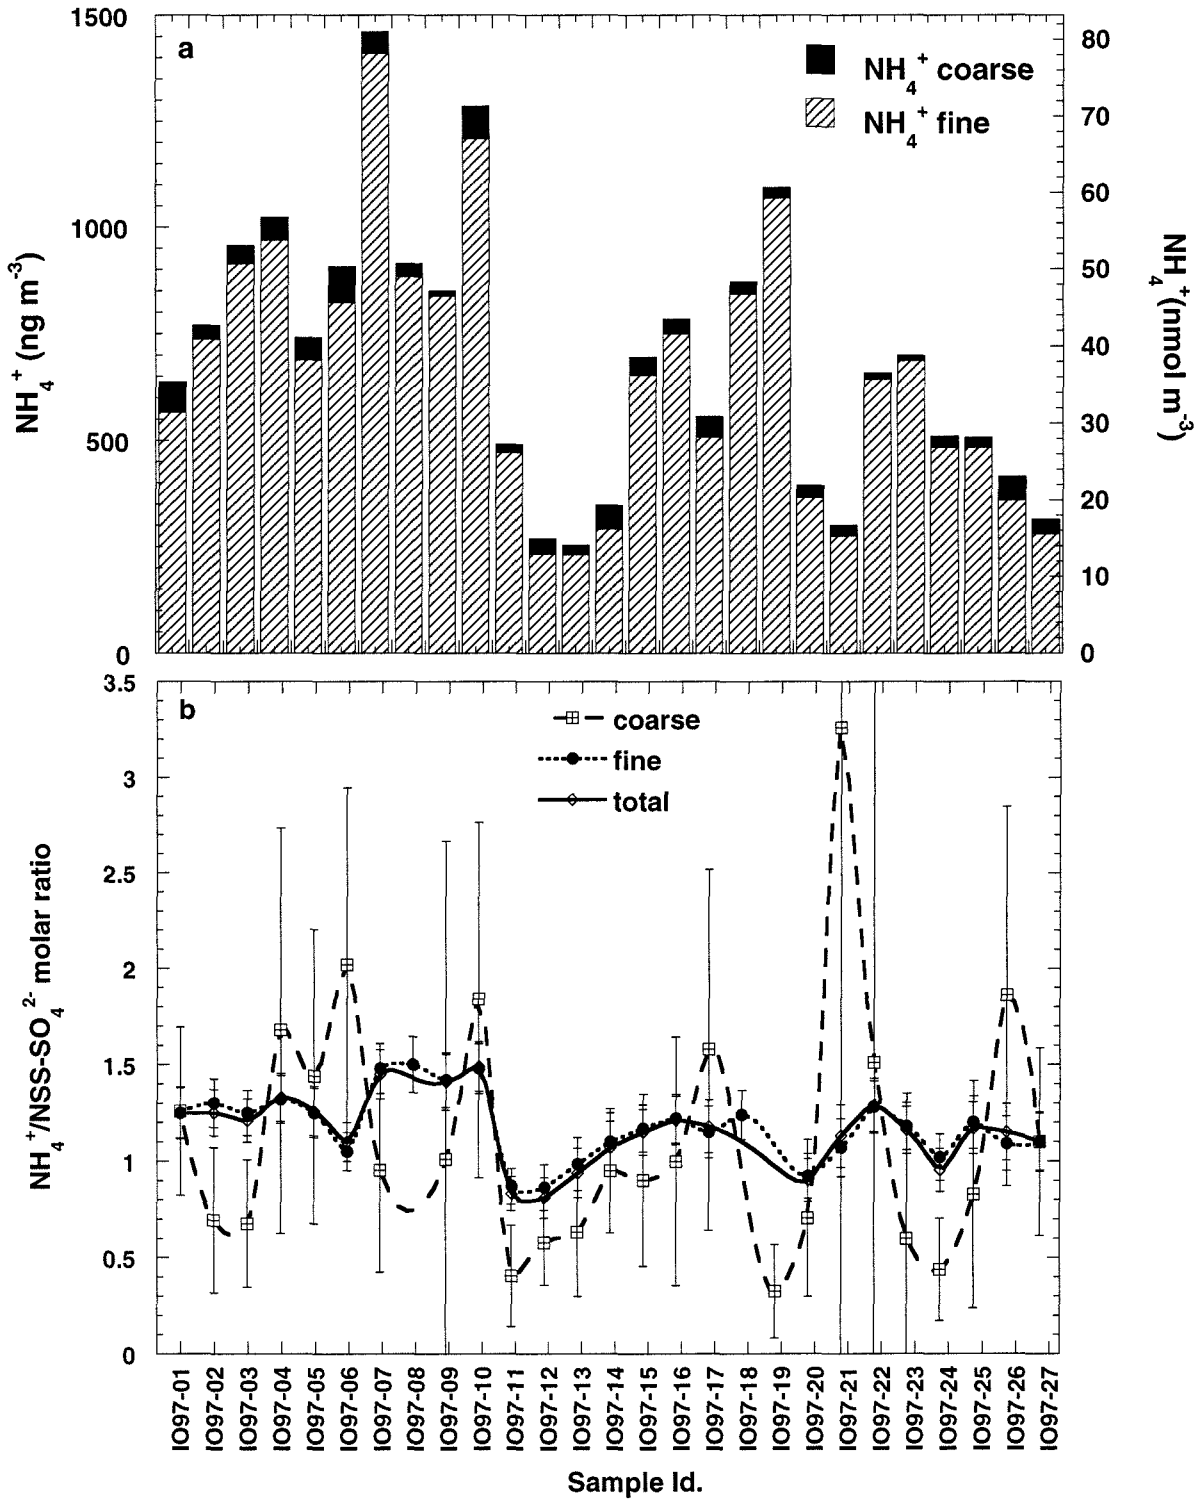 1500
1000
500
0
NH₄⁺ (ng m⁻³)
a
NH₄⁺ coarse
NH₄⁺ fine
80
70
60
50
40
30
20
10
0
NH₄⁺(nmol m⁻³)
3.5
3
2.5
2
1.5
1
0.5
0
NH₄⁺/NSS-SO₄²⁻ molar ratio
b
coarse
fine
total
IO97-01
IO97-02
IO97-03
IO97-04
IO97-05
IO97-06
IO97-07
IO97-08
IO97-09
IO97-10
IO97-11
IO97-12
IO97-13
IO97-14
IO97-15
IO97-16
IO97-17
IO97-18
IO97-19
IO97-20
IO97-21
IO97-22
IO97-23
IO97-24
IO97-25
IO97-26
IO97-27
Sample Id.